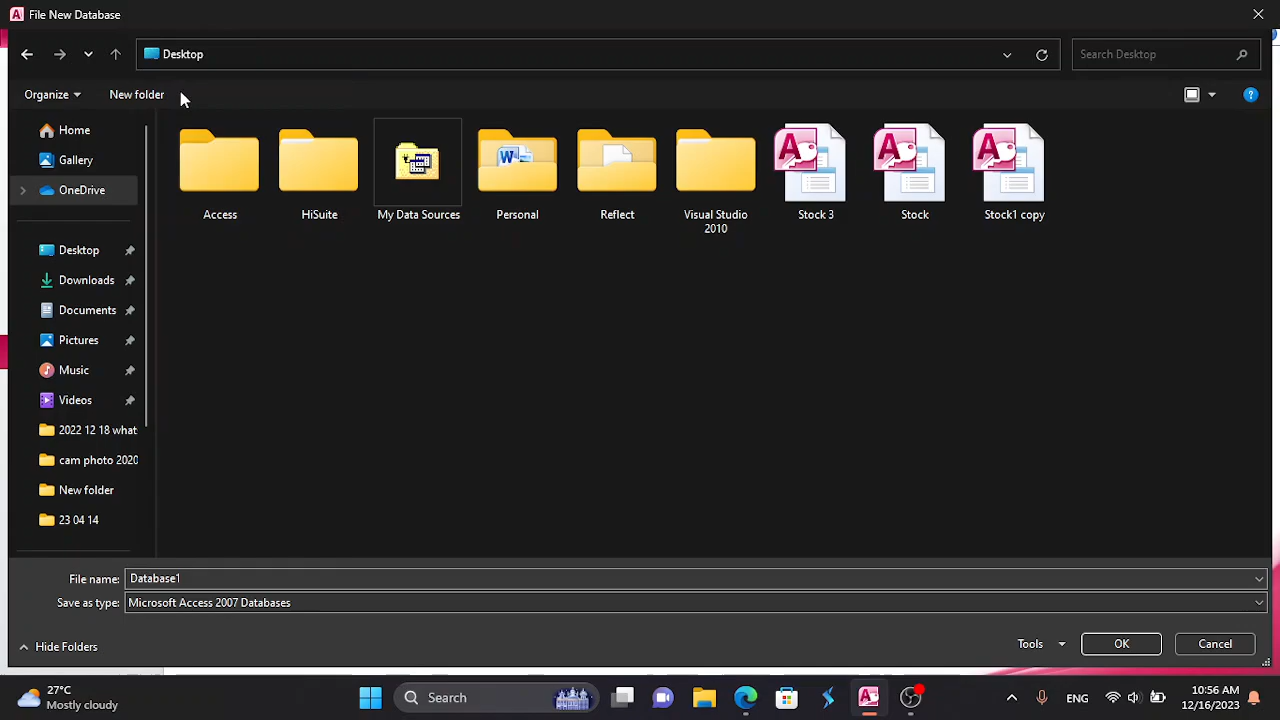 File New Database
Desktop
Search Desktop
Organize
New folder
Home
Gallery
OneDrive
Desktop
Downloads
Documents
Pictures
Music
Videos
2022 12 18 what
cam photo 2020
New folder
23 04 14
Access
HiSuite
My Data Sources
Personal
Reflect
Visual Studio
2010
Stock 3
Stock
Stock1 copy
File name:
Database1
Save as type:
Microsoft Access 2007 Databases
Hide Folders
Tools
OK
Cancel
27°C
Mostly cloudy
Search
ENG
10:56 AM
12/16/2023